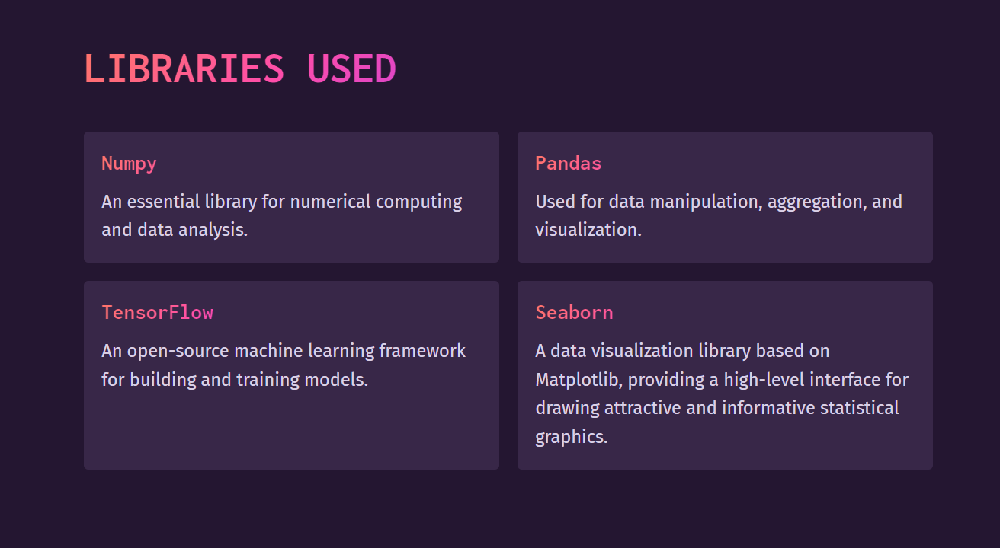 LIBRARIES USED
Numpy
An essential library for numerical computing
and data analysis.
Pandas
Used for data manipulation, aggregation, and
visualization.
TensorFlow
An open-source machine learning framework
for building and training models.
Seaborn
A data visualization library based on
Matplotlib, providing a high-level interface for
drawing attractive and informative statistical
graphics.